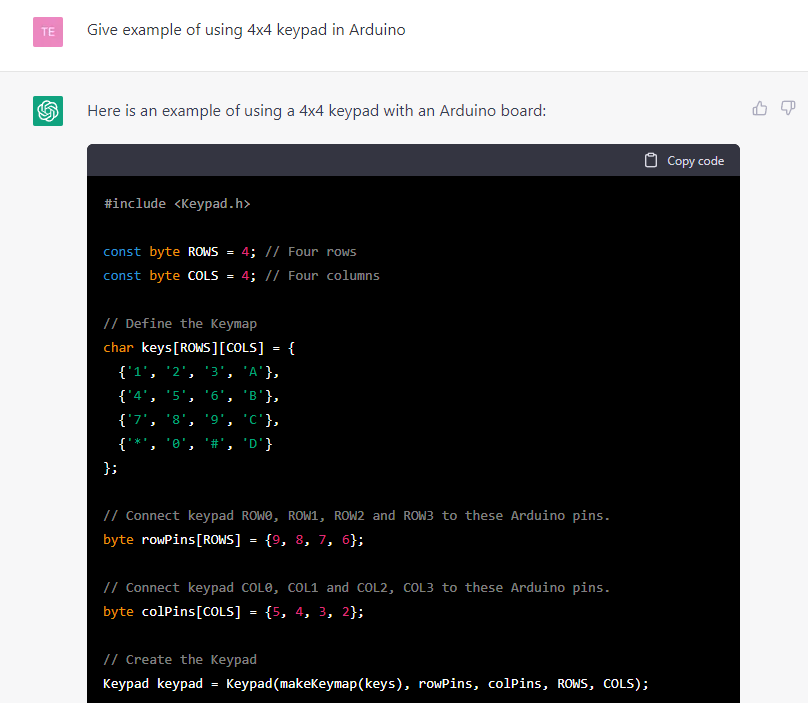 TE
Give example of using 4x4 keypad in Arduino
Here is an example of using a 4x4 keypad with an Arduino board:
Copy code
#include <Keypad.h>
const byte ROWS = 4; // Four rows
const byte COLS = 4; // Four columns
// Define the Keymap
char keys[ROWS][COLS] = {
  {'1', '2', '3', 'A'},
  {'4', '5', '6', 'B'},
  {'7', '8', '9', 'C'},
  {'*', '0', '#', 'D'}
};
// Connect keypad ROW0, ROW1, ROW2 and ROW3 to these Arduino pins.
byte rowPins[ROWS] = {9, 8, 7, 6};
// Connect keypad COL0, COL1 and COL2, COL3 to these Arduino pins.
byte colPins[COLS] = {5, 4, 3, 2};
// Create the Keypad
Keypad keypad = Keypad(makeKeymap(keys), rowPins, colPins, ROWS, COLS);